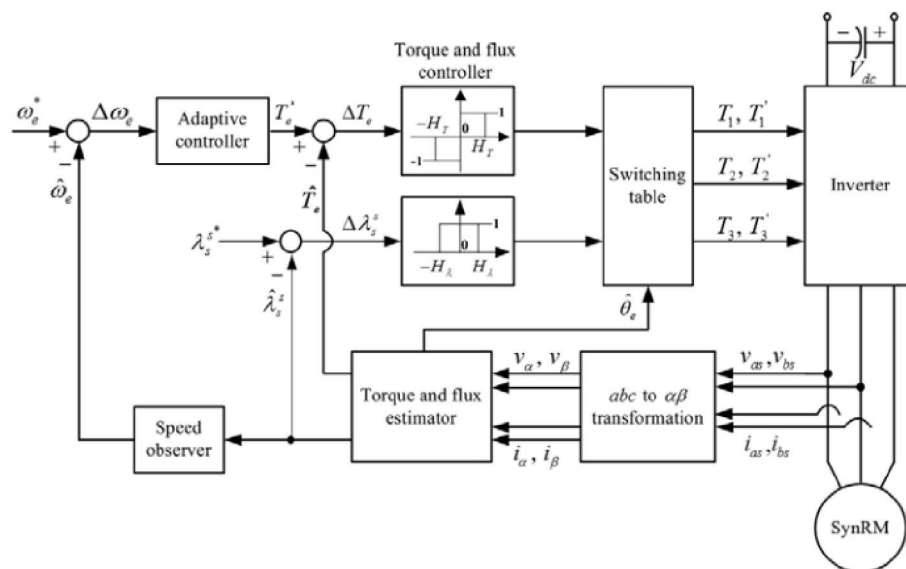 − +
V_dc
Torque and flux
controller
ω_e^*
+
−
Δω_e
Adaptive
controller
T_e^*
+
−
ΔT_e
−H_T
1
0
H_T
-1
Switching
table
T_1, T_1'
T_2, T_2'
T_3, T_3'
Inverter
ω̂_e
T̂_e
λ_s^{s*}
+
−
Δλ_s^s
1
0
−H_λ
H_λ
λ̂_s^s
θ̂_e
Speed
observer
Torque and flux
estimator
v_α, v_β
i_α, i_β
abc to αβ
transformation
v_as, v_bs
i_as, i_bs
SynRM